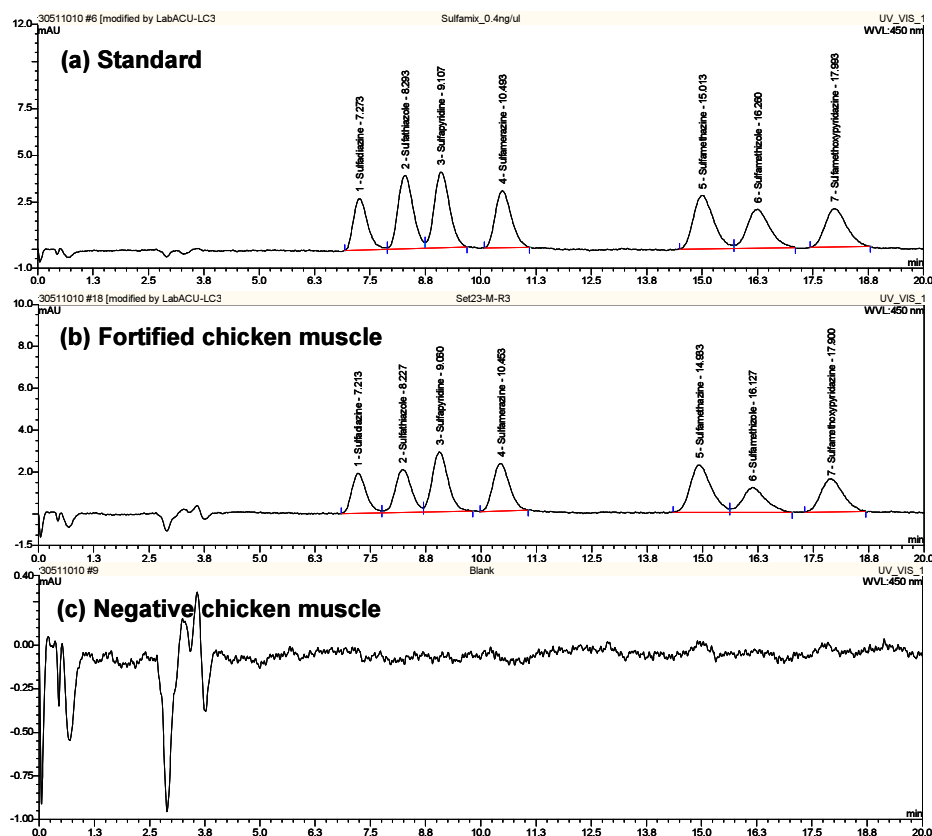 30511010 #6 [modified by LabACU-LC3 Sulfamix_0.4ng/ul UV_VIS_1
12.0 mAU WVL:450 nm
(a) Standard
1 - Sulfadiazine - 7.273
2 - Sulfathiazole - 8.293
3 - Sulfapyridine - 9.107
4 - Sulfamerazine - 10.493
5 - Sulfamethazine - 15.013
6 - Sulfamethizole - 16.260
7 - Sulfamethoxypyridazine - 17.993
7.5
5.0
2.5
-1.0 min
0.0 1.3 2.5 3.8 5.0 6.3 7.5 8.8 10.0 11.3 12.5 13.8 15.0 16.3 17.5 18.8 20.0
30511010 #18 [modified by LabACU-LC3 Set23-M-R3 UV_VIS_1
10.0 mAU WVL:450 nm
(b) Fortified chicken muscle
1 - Sulfadiazine - 7.213
2 - Sulfathiazole - 8.227
3 - Sulfapyridine - 9.060
4 - Sulfamerazine - 10.453
5 - Sulfamethazine - 14.933
6 - Sulfamethizole - 16.127
7 - Sulfamethoxypyridazine - 17.900
8.0
6.0
4.0
2.0
-1.5 min
0.0 1.3 2.5 3.8 5.0 6.3 7.5 8.8 10.0 11.3 12.5 13.8 15.0 16.3 17.5 18.8 20.0
30511010 #9 Blank UV_VIS_1
0.40 mAU WVL:450 nm
(c) Negative chicken muscle
0.00
-0.25
-0.50
-0.75
-1.00 min
0.0 1.3 2.5 3.8 5.0 6.3 7.5 8.8 10.0 11.3 12.5 13.8 15.0 16.3 17.5 18.8 20.0